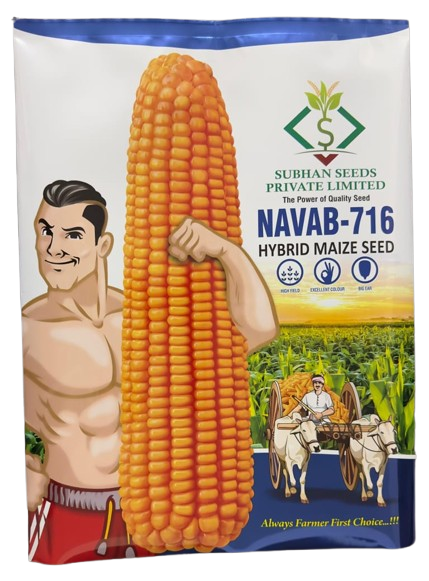 SUBHAN SEEDS
PRIVATE LIMITED
The Power of Quality Seed
NAVAB-716
HYBRID MAIZE SEED
HIGH YIELD
EXCELLENT COLOUR
BIG EAR
Always Farmer First Choice...!!!